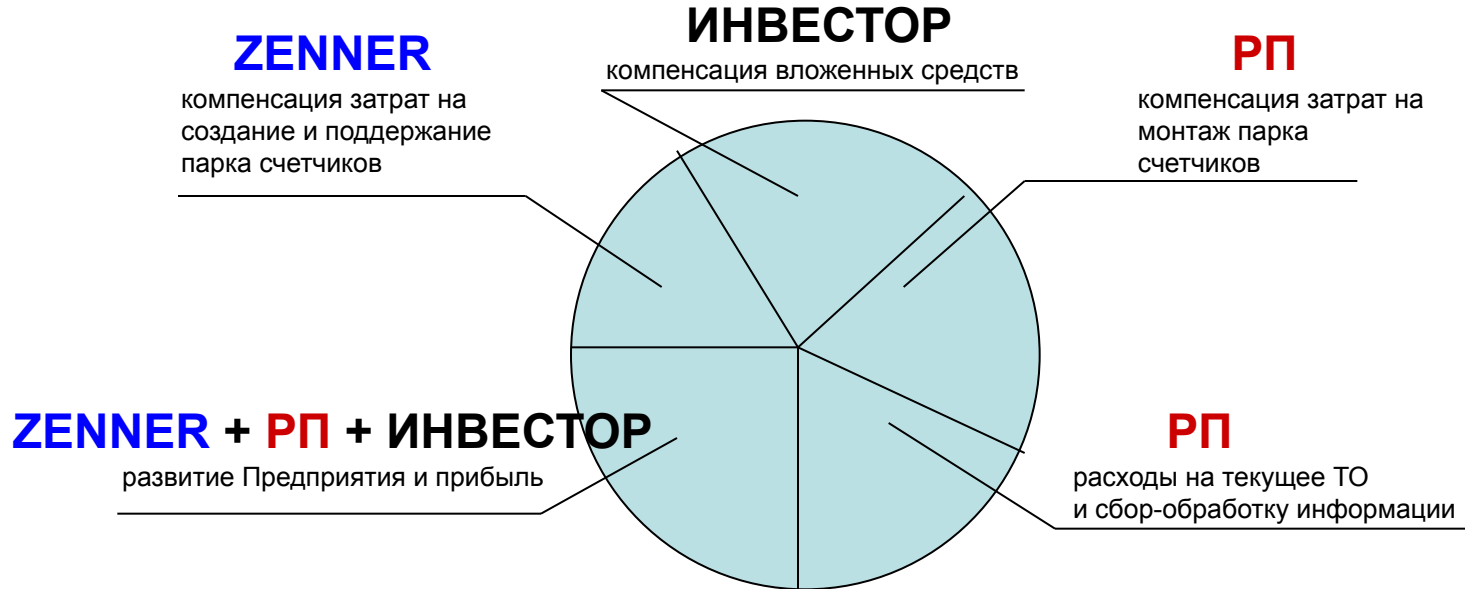 ZENNER
компенсация затрат на
создание и поддержание
парка счетчиков
ИНВЕСТОР
компенсация вложенных средств
РП
компенсация затрат на
монтаж парка
счетчиков
ZENNER + РП + ИНВЕСТОР
развитие Предприятия и прибыль
РП
расходы на текущее ТО
и сбор-обработку информации